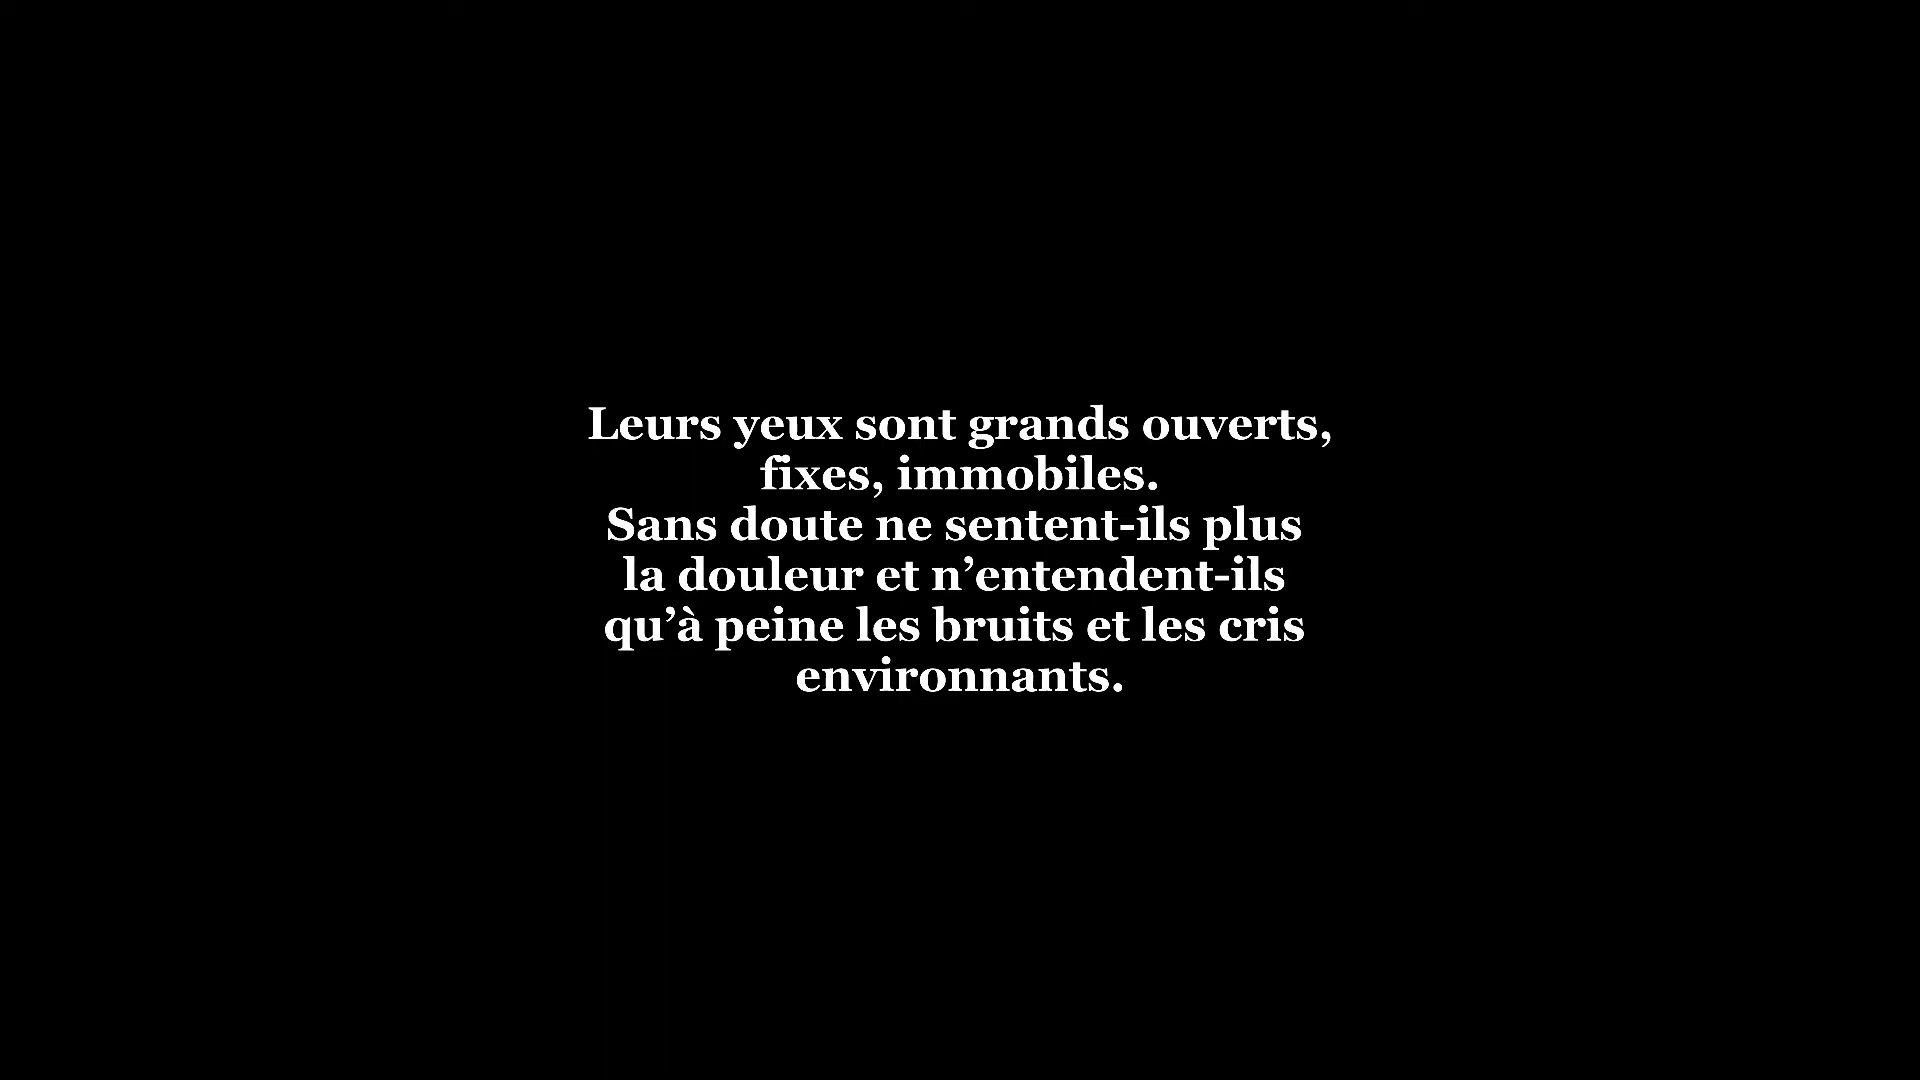 Leurs yeux sont grands ouverts,
fixes, immobiles.
Sans doute ne sentent-ils plus
la douleur et n’entendent-ils
qu’à peine les bruits et les cris
environnants.